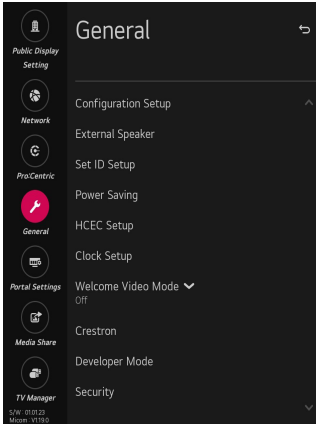 General
Public Display
Setting
Network
Pro:Centric
General
Portal Settings
Media Share
TV Manager
S/W : 01.01.23
Micom : V1.19.0
Configuration Setup
External Speaker
Set ID Setup
Power Saving
HCEC Setup
Clock Setup
Welcome Video Mode
Off
Crestron
Developer Mode
Security